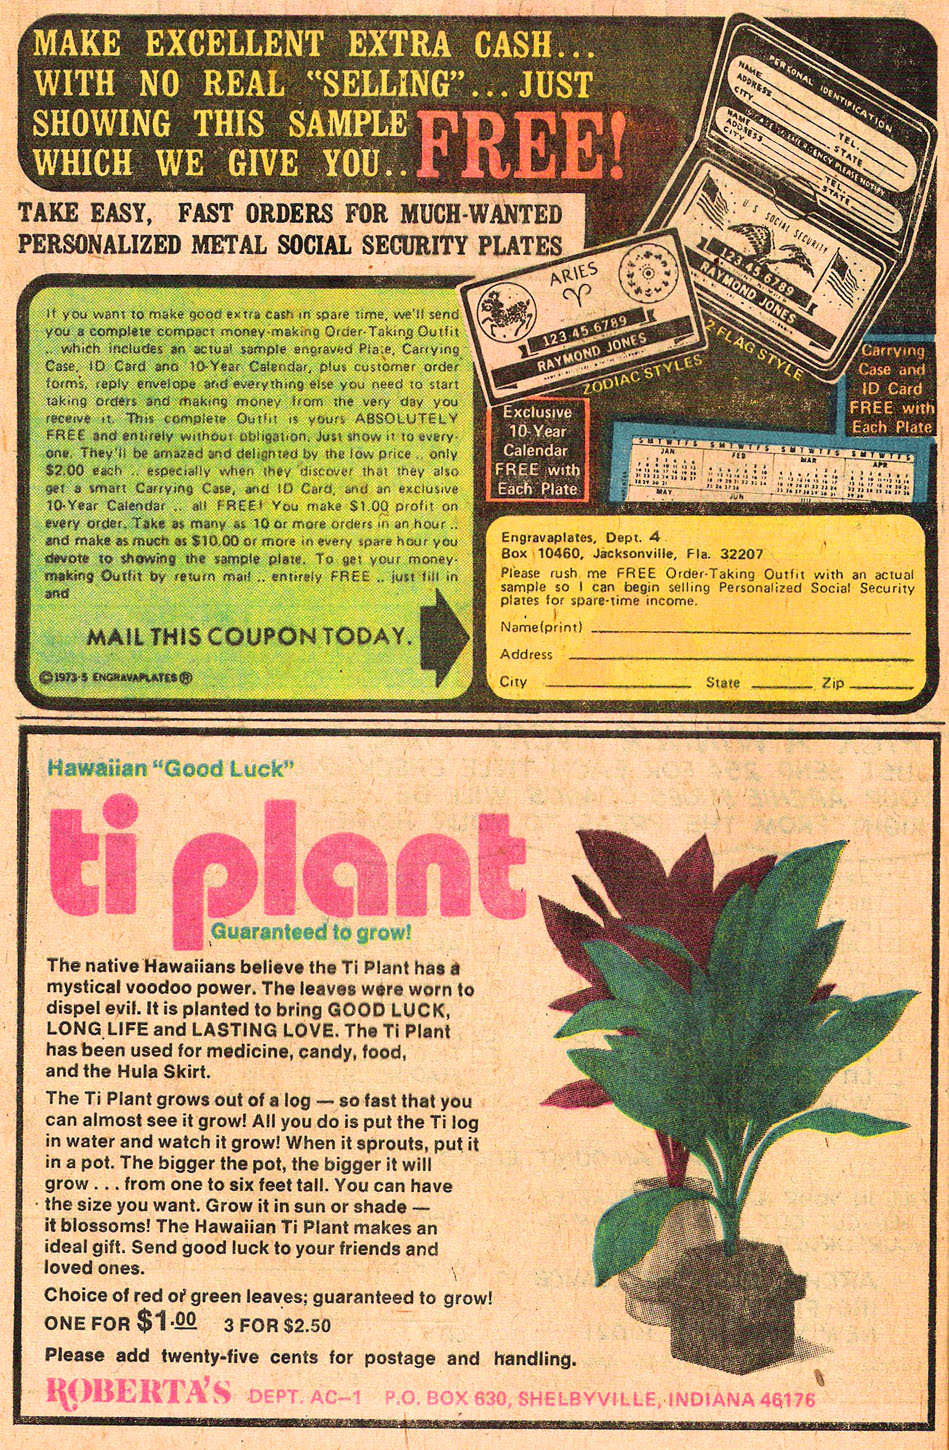 MAKE EXCELLENT EXTRA CASH...
WITH NO REAL “SELLING”...JUST
SHOWING THIS SAMPLE FREE!
WHICH WE GIVE YOU..
TAKE EASY, FAST ORDERS FOR MUCH-WANTED
PERSONALIZED METAL SOCIAL SECURITY PLATES
PERSONAL IDENTIFICATION
NAME
ADDRESS TEL.
CITY STATE
IN CASE OF EMERGENCY PLEASE NOTIFY
NAME
ADDRESS TEL.
CITY STATE
U.S. SOCIAL SECURITY
123-45-6789
RAYMOND JONES
2-FLAG STYLE
ARIES
123-45-6789
RAYMOND JONES
ZODIAC STYLES
If you want to make good extra cash in spare time, we'll send
you a complete compact money-making Order-Taking Outfit
.. which includes an actual sample engraved Plate, Carrying
Case, ID Card and 10-Year Calendar, plus customer order
forms, reply envelope and everything else you need to start
taking orders and making money from the very day you
receive it. This complete Outfit is yours ABSOLUTELY
FREE and entirely without obligation. Just show it to every-
one. They'll be amazed and delighted by the low price .. only
$2.00 each .. especially when they discover that they also
get a smart Carrying Case, and ID Card, and an exclusive
10-Year Calendar .. all FREE! You make $1.00 profit on
every order. Take as many as 10 or more orders in an hour ..
and make as much as $10.00 or more in every spare hour you
devote to showing the sample plate. To get your money-
making Outfit by return mail .. entirely FREE .. just fill in
and
MAIL THIS COUPON TODAY.
©1973-S ENGRAVAPLATES®
Exclusive
10-Year
Calendar
FREE with
Each Plate
Carrying
Case and
ID Card
FREE with
Each Plate
S M T W T F S S M T W T F S S M T W T F S S M T W T F S
JAN FEB MAR APR
MAY JUN
Engravaplates, Dept. 4
Box 10460, Jacksonville, Fla. 32207
Please rush me FREE Order-Taking Outfit with an actual
sample so I can begin selling Personalized Social Security
plates for spare-time income.
Name(print)
Address
City State Zip
Hawaiian “Good Luck”
ti plant
Guaranteed to grow!
The native Hawaiians believe the Ti Plant has a
mystical voodoo power. The leaves were worn to
dispel evil. It is planted to bring GOOD LUCK,
LONG LIFE and LASTING LOVE. The Ti Plant
has been used for medicine, candy, food,
and the Hula Skirt.
The Ti Plant grows out of a log — so fast that you
can almost see it grow! All you do is put the Ti log
in water and watch it grow! When it sprouts, put it
in a pot. The bigger the pot, the bigger it will
grow . . . from one to six feet tall. You can have
the size you want. Grow it in sun or shade —
it blossoms! The Hawaiian Ti Plant makes an
ideal gift. Send good luck to your friends and
loved ones.
Choice of red or green leaves; guaranteed to grow!
ONE FOR $1.00 3 FOR $2.50
Please add twenty-five cents for postage and handling.
ROBERTA'S DEPT. AC–1 P.O. BOX 630, SHELBYVILLE, INDIANA 46176